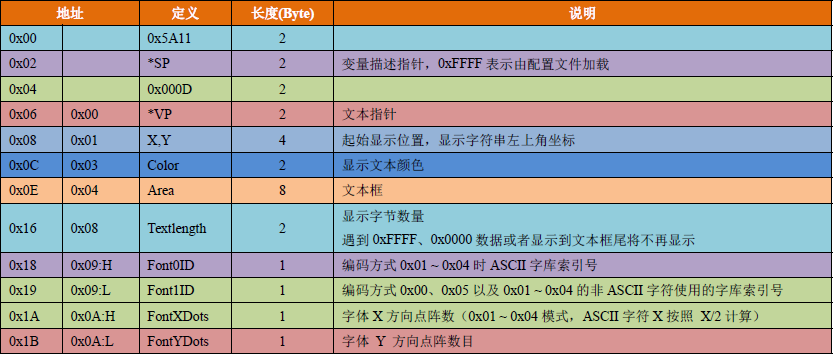 地址 定义 长度(Byte) 说明
0x00 0x5A11 2
0x02 *SP 2 变量描述指针，0xFFFF 表示由配置文件加载
0x04 0x000D 2
0x06 0x00 *VP 2 文本指针
0x08 0x01 X,Y 4 起始显示位置，显示字符串左上角坐标
0x0C 0x03 Color 2 显示文本颜色
0x0E 0x04 Area 8 文本框
0x16 0x08 Textlength 2 显示字节数量
遇到 0xFFFF、0x0000 数据或者显示到文本框尾将不再显示
0x18 0x09:H Font0ID 1 编码方式 0x01 ~ 0x04 时 ASCII 字库索引号
0x19 0x09:L Font1ID 1 编码方式 0x00、0x05 以及 0x01 ~ 0x04 的非 ASCII 字符使用的字库索引号
0x1A 0x0A:H FontXDots 1 字体 X 方向点阵数（0x01 ~ 0x04 模式，ASCII 字符 X 按照 X/2 计算）
0x1B 0x0A:L FontYDots 1 字体 Y 方向点阵数目